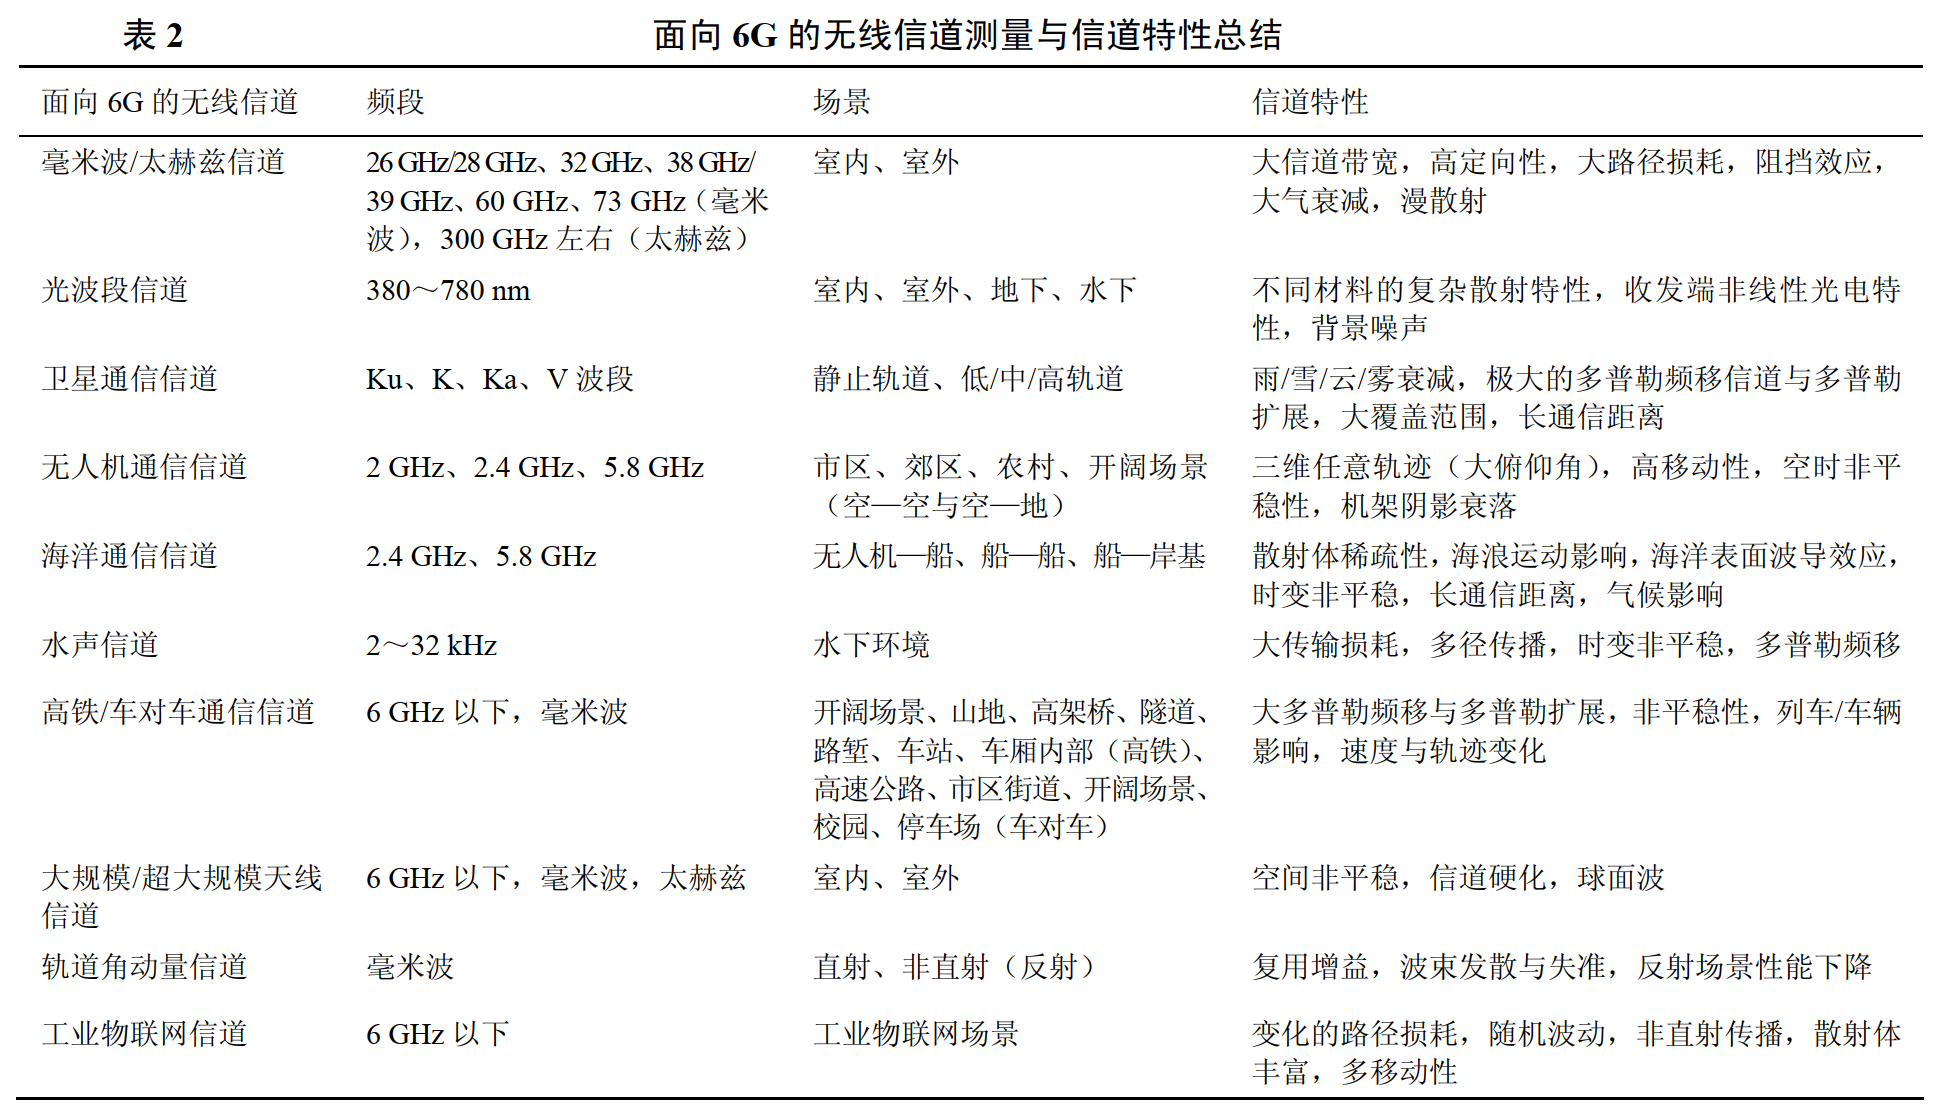 表 2 面向 6G 的无线信道测量与信道特性总结
面向 6G 的无线信道 频段 场景 信道特性
毫米波/太赫兹信道 26 GHz/28 GHz、32 GHz、38 GHz/ 室内、室外 大信道带宽，高定向性，大路径损耗，阻挡效应，
39 GHz、60 GHz、73 GHz（毫米 大气衰减，漫散射
波），300 GHz 左右（太赫兹）
光波段信道 380～780 nm 室内、室外、地下、水下 不同材料的复杂散射特性，收发端非线性光电特
性，背景噪声
卫星通信信道 Ku、K、Ka、V 波段 静止轨道、低/中/高轨道 雨/雪/云/雾衰减，极大的多普勒频移信道与多普勒
扩展，大覆盖范围，长通信距离
无人机通信信道 2 GHz、2.4 GHz、5.8 GHz 市区、郊区、农村、开阔场景 三维任意轨迹（大俯仰角），高移动性，空时非平
（空—空与空—地） 稳性，机架阴影衰落
海洋通信信道 2.4 GHz、5.8 GHz 无人机—船、船—船、船—岸基 散射体稀疏性，海浪运动影响，海洋表面波导效应，
时变非平稳，长通信距离，气候影响
水声信道 2～32 kHz 水下环境 大传输损耗，多径传播，时变非平稳，多普勒频移
高铁/车对车通信信道 6 GHz 以下，毫米波 开阔场景、山地、高架桥、隧道、 大多普勒频移与多普勒扩展，非平稳性，列车/车辆
路堑、车站、车厢内部（高铁）、 影响，速度与轨迹变化
高速公路、市区街道、开阔场景、
校园、停车场（车对车）
大规模/超大规模天线 6 GHz 以下，毫米波，太赫兹 室内、室外 空间非平稳，信道硬化，球面波
信道
轨道角动量信道 毫米波 直射、非直射（反射） 复用增益，波束发散与失准，反射场景性能下降
工业物联网信道 6 GHz 以下 工业物联网场景 变化的路径损耗，随机波动，非直射传播，散射体
丰富，多移动性